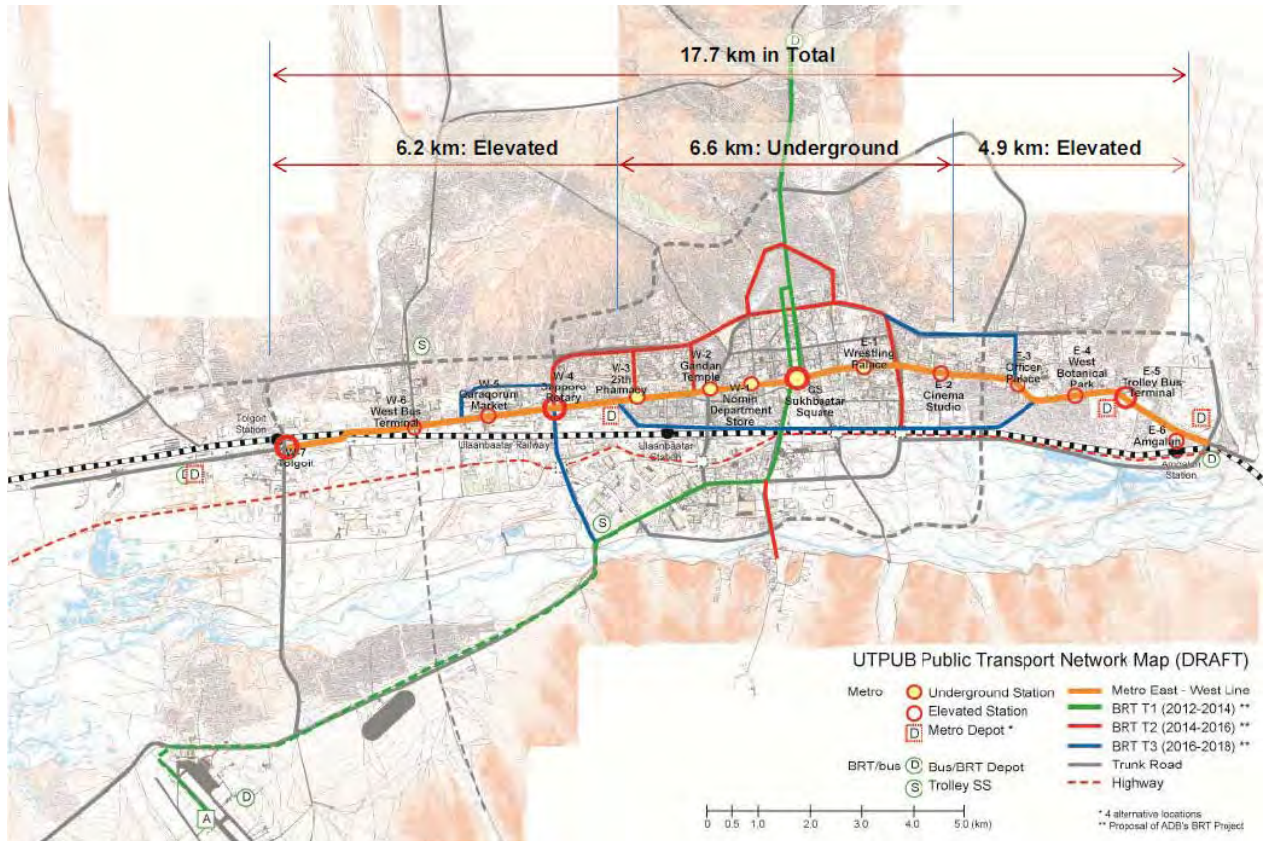 17.7 km in Total
6.2 km: Elevated
6.6 km: Underground
4.9 km: Elevated
D
S
Tolgoit
Station
W-7
Tolgoit
D
D
W-6
West Bus
Terminal
W-5
Qaraqorum
Market
Ulaanbaatar Railway
W-4
Sapporo
Rotary
W-3
25th
Phaimacy
D
W-2
Gandan
Temple
W-1
Nomin
Department
Store
Ulaanbaatar
Station
CS
Sukhbaatar
Square
E-1
Wrestling
Palace
E-2
Cinema
Studio
E-3
Officer
Palace
E-4
West
Botanical
Park
E-5
Trolley Bus
Terminal
D
D
E-6
Amgalan
Amgalan
Station
D
S
D
A
UTPUB Public Transport Network Map (DRAFT)
Metro
Underground Station
Elevated Station
D Metro Depot *
BRT/bus
D Bus/BRT Depot
S Trolley SS
Metro East - West Line
BRT T1 (2012-2014) **
BRT T2 (2014-2016) **
BRT T3 (2016-2018) **
Trunk Road
Highway
0 0.5 1.0 2.0 3.0 4.0 5.0 (km)
* 4 alternative locations
** Proposal of ADB's BRT Project